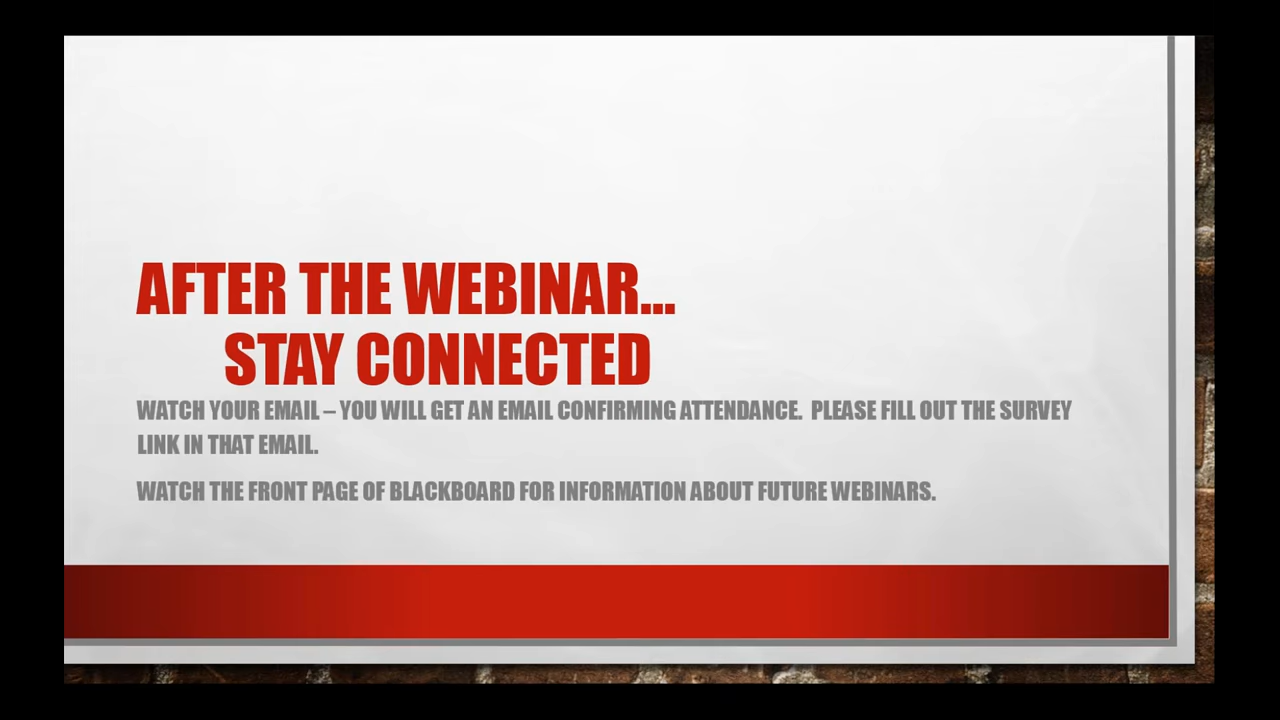 AFTER THE WEBINAR…
STAY CONNECTED
WATCH YOUR EMAIL – YOU WILL GET AN EMAIL CONFIRMING ATTENDANCE. PLEASE FILL OUT THE SURVEY
LINK IN THAT EMAIL.
WATCH THE FRONT PAGE OF BLACKBOARD FOR INFORMATION ABOUT FUTURE WEBINARS.